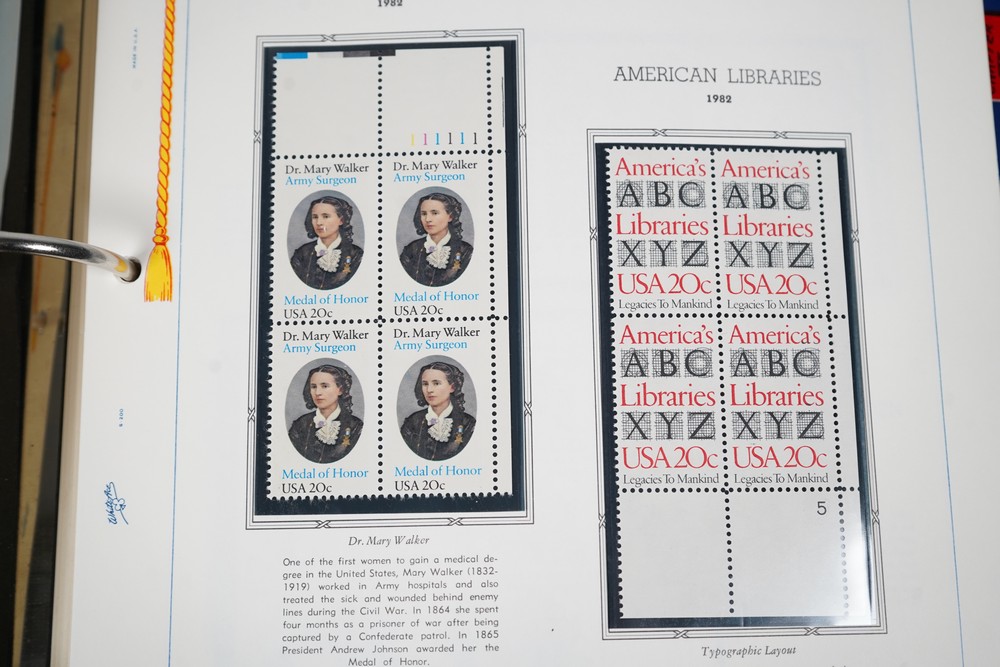 1982
MADE IN U.S.A.
111111
Dr. Mary Walker
Army Surgeon
Medal of Honor
USA 20c
Dr. Mary Walker
Army Surgeon
Medal of Honor
USA 20c
Dr. Mary Walker
Army Surgeon
Medal of Honor
USA 20c
Dr. Mary Walker
Army Surgeon
Medal of Honor
USA 20c
Dr. Mary Walker
One of the first women to gain a medical de-
gree in the United States, Mary Walker (1832-
1919) worked in Army hospitals and also
treated the sick and wounded behind enemy
lines during the Civil War. In 1864 she spent
four months as a prisoner of war after being
captured by a Confederate patrol. In 1865
President Andrew Johnson awarded her the
Medal of Honor.
AMERICAN LIBRARIES
1982
America's
ABC
Libraries
XYZ
USA 20c
Legacies To Mankind
America's
ABC
Libraries
XYZ
USA 20c
Legacies To Mankind
America's
ABC
Libraries
XYZ
USA 20c
Legacies To Mankind
America's
ABC
Libraries
XYZ
USA 20c
Legacies To Mankind
5
Typographic Layout